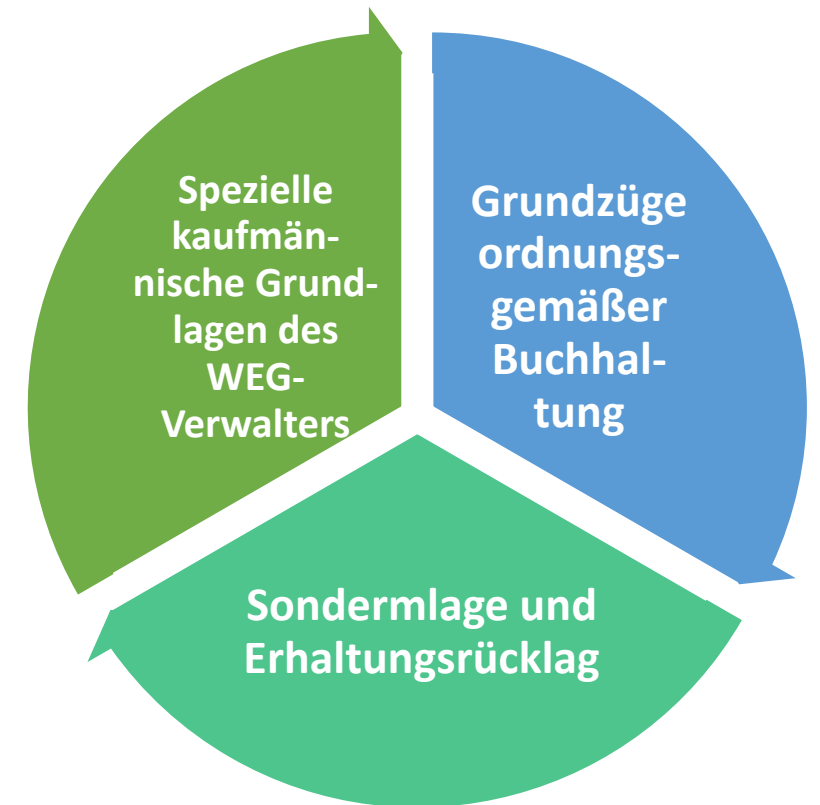 Spezielle
kaufmän-
nische Grund-
lagen des
WEG-
Verwalters
Grundzüge
ordnungs-
gemäßer
Buchhal-
tung
Sondermlage und
Erhaltungsrücklag